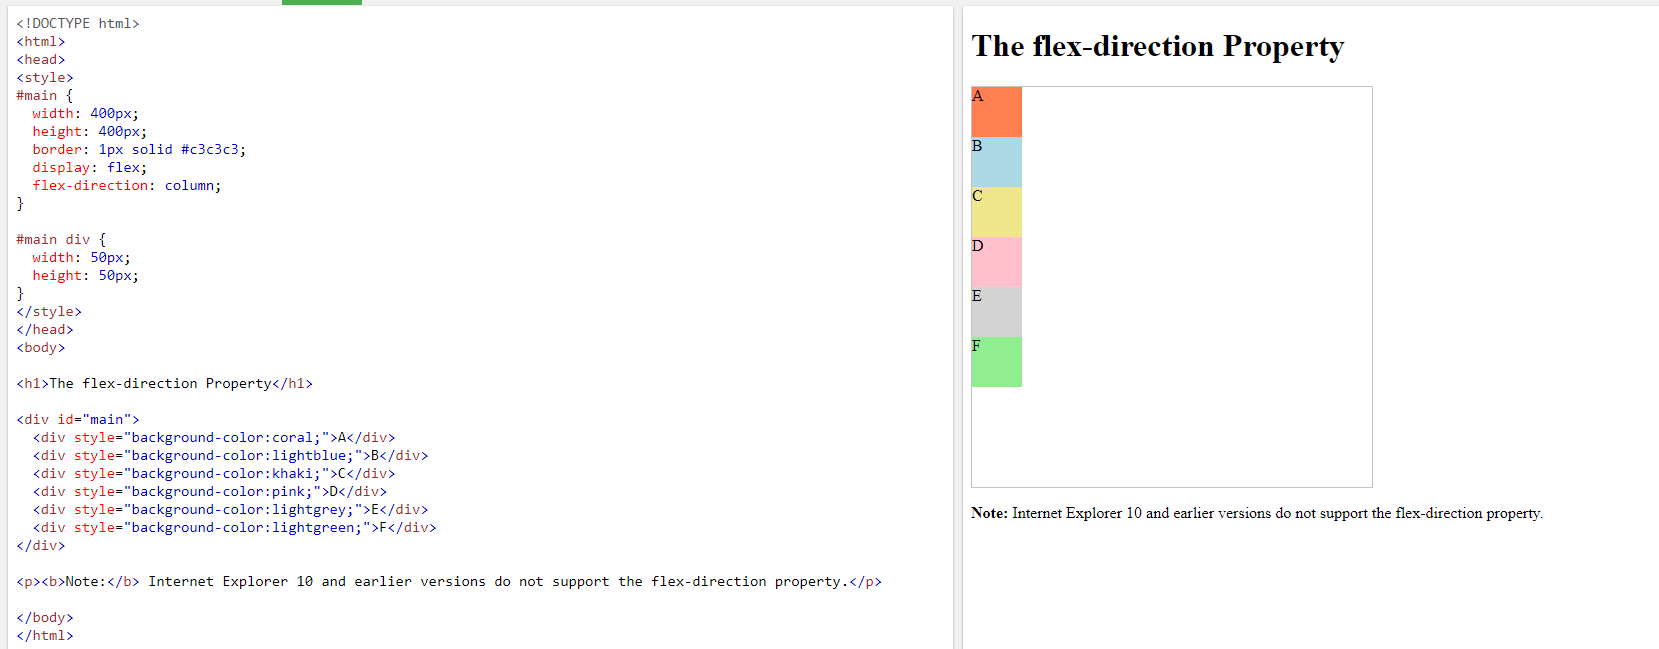 <!DOCTYPE html>
<html>
<head>
<style>
#main {
  width: 400px;
  height: 400px;
  border: 1px solid #c3c3c3;
  display: flex;
  flex-direction: column;
}

#main div {
  width: 50px;
  height: 50px;
}
</style>
</head>
<body>

<h1>The flex-direction Property</h1>

<div id="main">
  <div style="background-color:coral;">A</div>
  <div style="background-color:lightblue;">B</div>
  <div style="background-color:khaki;">C</div>
  <div style="background-color:pink;">D</div>
  <div style="background-color:lightgrey;">E</div>
  <div style="background-color:lightgreen;">F</div>
</div>

<p><b>Note:</b> Internet Explorer 10 and earlier versions do not support the flex-direction property.</p>

</body>
</html>
The flex-direction Property
A
B
C
D
E
F
Note: Internet Explorer 10 and earlier versions do not support the flex-direction property.